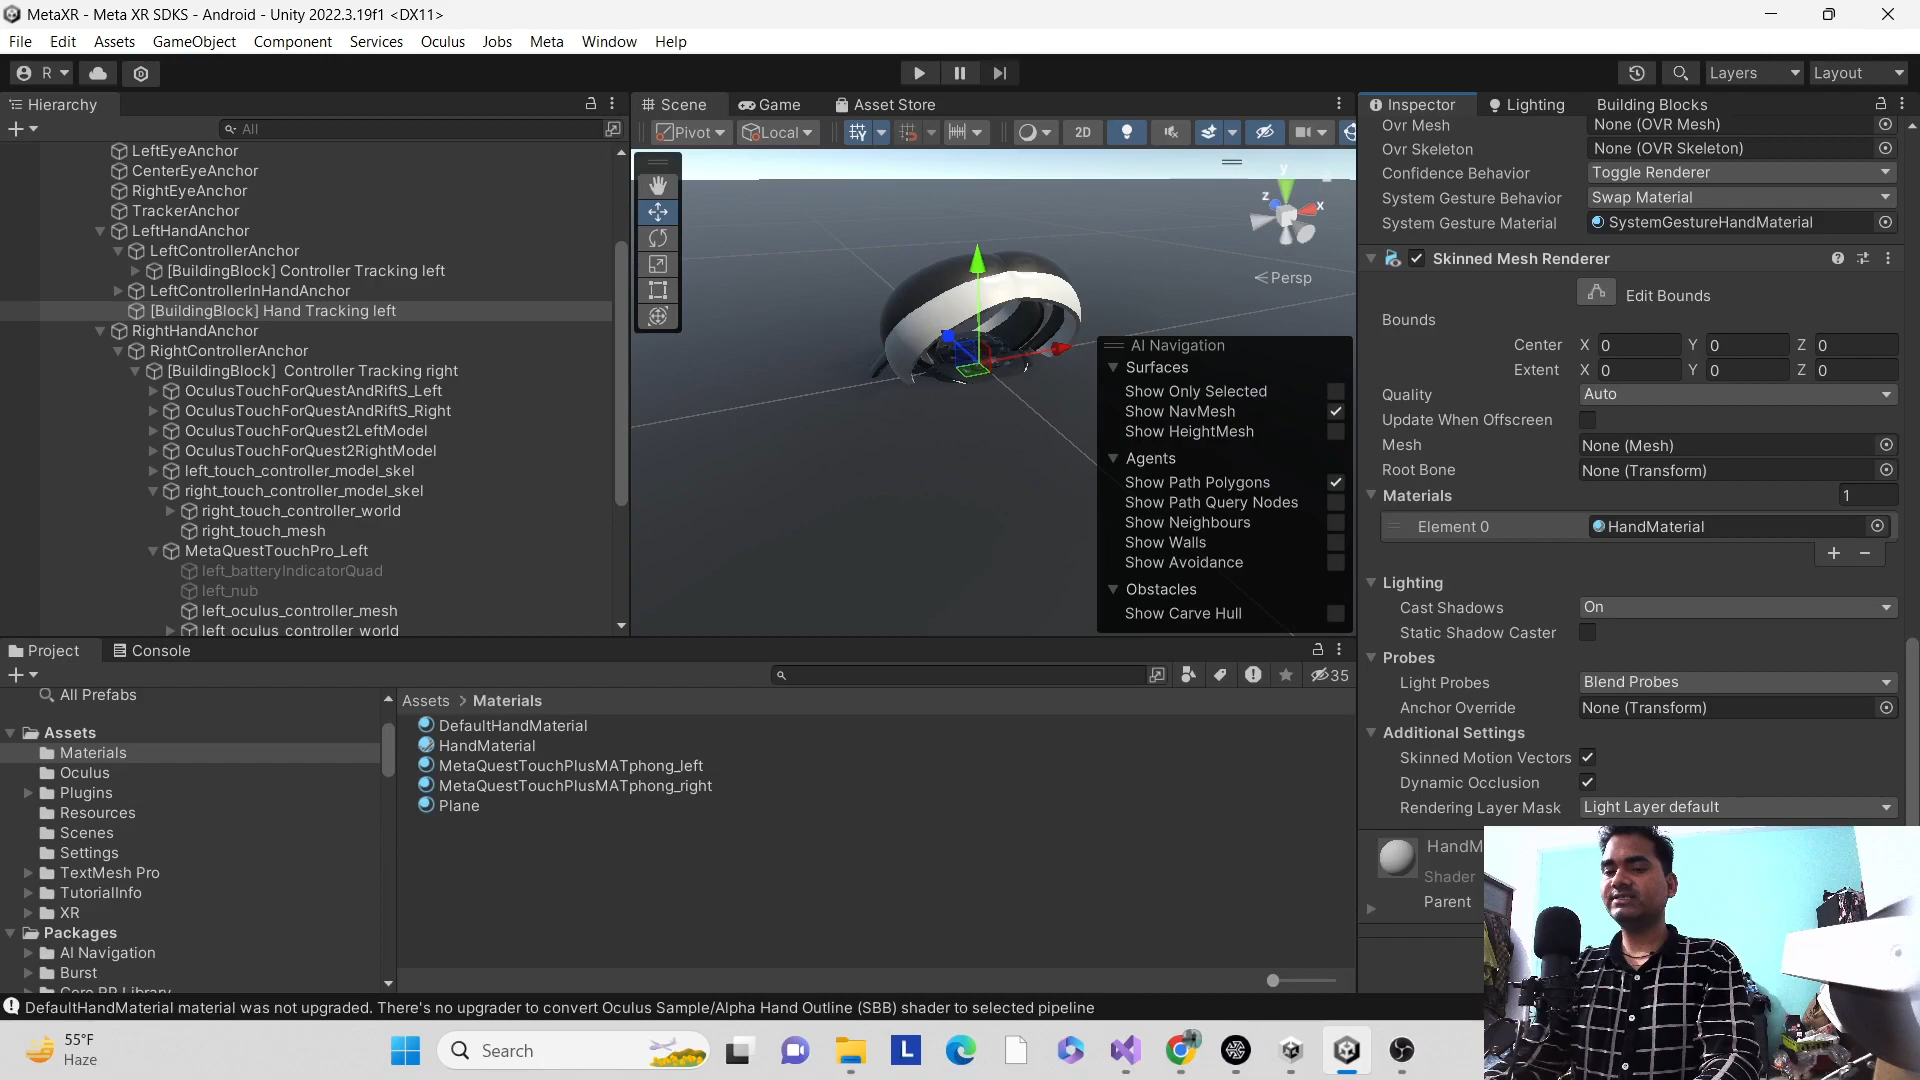 MetaXR - Meta XR SDKS - Android - Unity 2022.3.19f1 <DX11>
File Edit Assets GameObject Component Services Oculus Jobs Meta Window Help
R Layers Layout
Hierarchy
All
LeftEyeAnchor
CenterEyeAnchor
RightEyeAnchor
TrackerAnchor
LeftHandAnchor
LeftControllerAnchor
[BuildingBlock] Controller Tracking left
LeftControllerInHandAnchor
[BuildingBlock] Hand Tracking left
RightHandAnchor
RightControllerAnchor
[BuildingBlock] Controller Tracking right
OculusTouchForQuestAndRiftS_Left
OculusTouchForQuestAndRiftS_Right
OculusTouchForQuest2LeftModel
OculusTouchForQuest2RightModel
left_touch_controller_model_skel
right_touch_controller_model_skel
right_touch_controller_world
right_touch_mesh
MetaQuestTouchPro_Left
left_batteryIndicatorQuad
left_nub
left_oculus_controller_mesh
left_oculus_controller_world
Scene Game Asset Store
Pivot Local 2D
y
z x
Persp
AI Navigation
Surfaces
Show Only Selected
Show NavMesh
Show HeightMesh
Agents
Show Path Polygons
Show Path Query Nodes
Show Neighbours
Show Walls
Show Avoidance
Obstacles
Show Carve Hull
Inspector Lighting Building Blocks
Ovr Mesh None (OVR Mesh)
Ovr Skeleton None (OVR Skeleton)
Confidence Behavior Toggle Renderer
System Gesture Behavior Swap Material
System Gesture Material SystemGestureHandMaterial
Skinned Mesh Renderer
Edit Bounds
Bounds
Center X 0 Y 0 Z 0
Extent X 0 Y 0 Z 0
Quality Auto
Update When Offscreen
Mesh None (Mesh)
Root Bone None (Transform)
Materials 1
Element 0 HandMaterial
Lighting
Cast Shadows On
Static Shadow Caster
Probes
Light Probes Blend Probes
Anchor Override None (Transform)
Additional Settings
Skinned Motion Vectors
Dynamic Occlusion
Rendering Layer Mask Light Layer default
HandM
Shader
Parent
Project Console
35
All Prefabs
Assets
Materials
Oculus
Plugins
Resources
Scenes
Settings
TextMesh Pro
TutorialInfo
XR
Packages
AI Navigation
Burst
Core RP Library
Assets > Materials
DefaultHandMaterial
HandMaterial
MetaQuestTouchPlusMATphong_left
MetaQuestTouchPlusMATphong_right
Plane
DefaultHandMaterial material was not upgraded. There's no upgrader to convert Oculus Sample/Alpha Hand Outline (SBB) shader to selected pipeline
55°F
Haze
Search
L